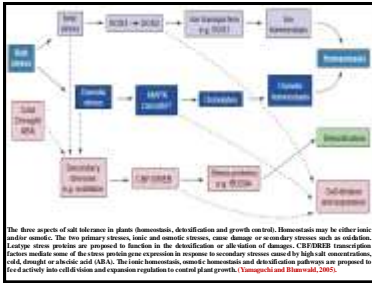 Ionic
stress
SOS3 → SOS2
Ion transporters
e.g. SOS1
Ion
homeostasis
Salt
stress
Homeostasis
Osmotic
stress
MAPK
cascade?
Osmolytes
Osmotic
homeostasis
Cold
Drought
ABA
Detoxification
Secondary
stresses
e.g. oxidation
CBF/DREB
Stress proteins
Cell division
and expansion
The three aspects of salt tolerance in plants (homeostasis, detoxification and growth control). Homeostasis may be either ionic
and/or osmotic. The two primary stresses, ionic and osmotic stresses, cause damage or secondary stresses such as oxidation.
Leatype stress proteins are proposed to function in the detoxification or alleviation of damages. CBF/DREB transcription
factors mediate some of the stress protein gene expression in response to secondary stresses caused by high salt concentrations,
cold, drought or abscisic acid (ABA). The ionic homeostasis, osmotic homeostasis and detoxification pathways are proposed to
feed actively into cell division and expansion regulation to control plant growth. (Yamaguchi and Blumwald, 2005).